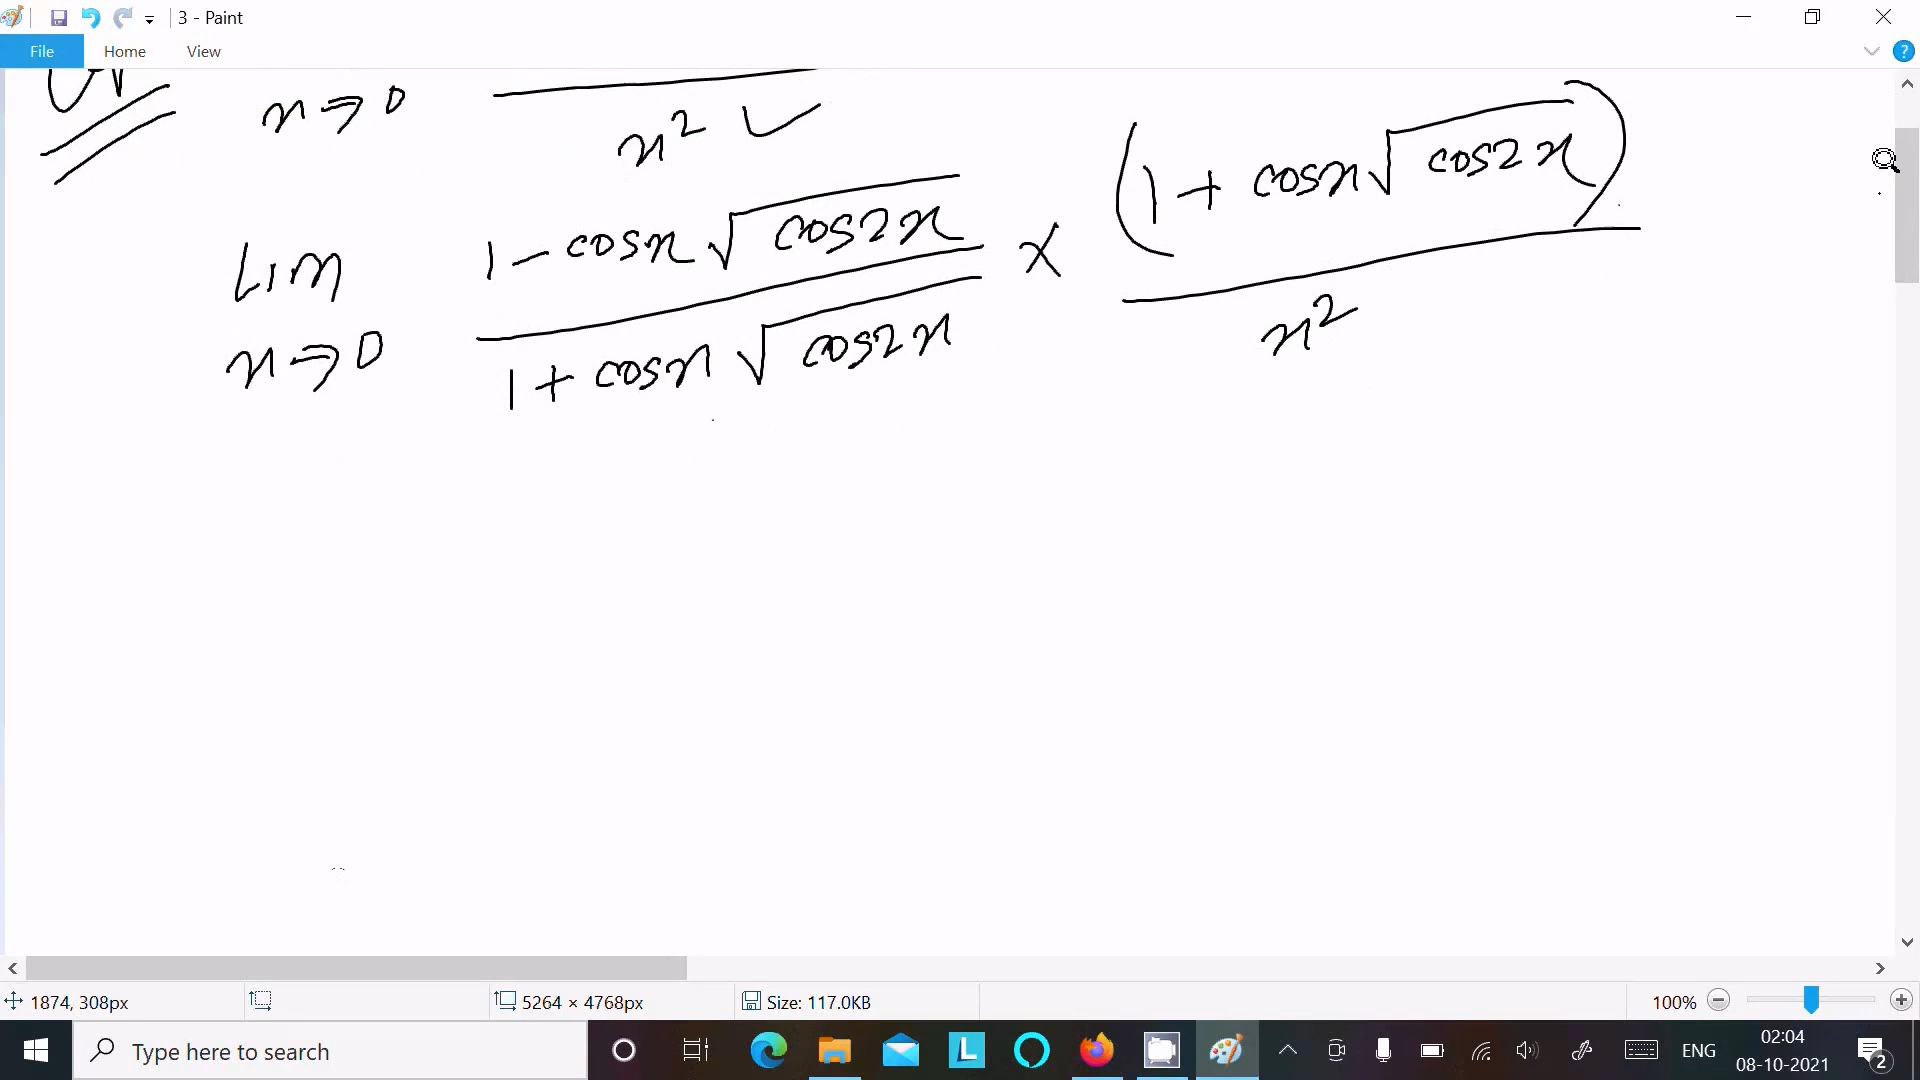 3 - Paint
File Home View
x→0
x² ✓
Lim 1 - cosx √cos2x × (1 + cosx √cos2x)
x→0 1 + cosx √cos2x x²
1874, 308px 5264 × 4768px Size: 117.0KB 100%
Type here to search
L
ENG
02:04
08-10-2021
2